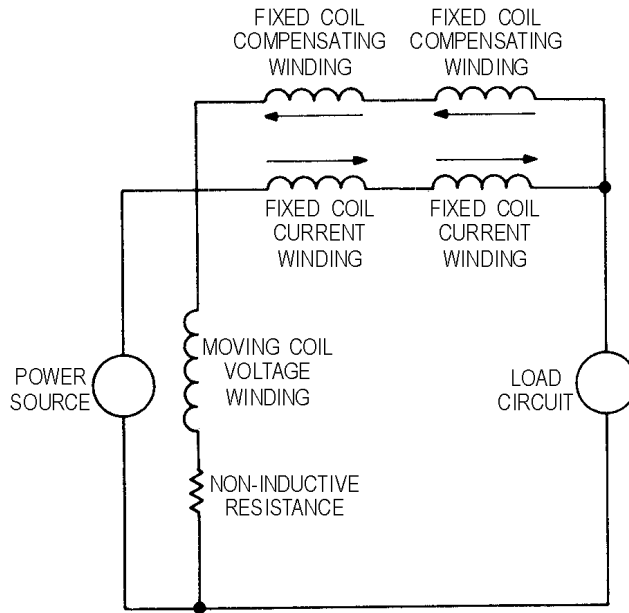 FIXED COIL
COMPENSATING
WINDING
FIXED COIL
COMPENSATING
WINDING
FIXED COIL
CURRENT
WINDING
FIXED COIL
CURRENT
WINDING
MOVING COIL
VOLTAGE
WINDING
POWER
SOURCE
LOAD
CIRCUIT
NON-INDUCTIVE
RESISTANCE